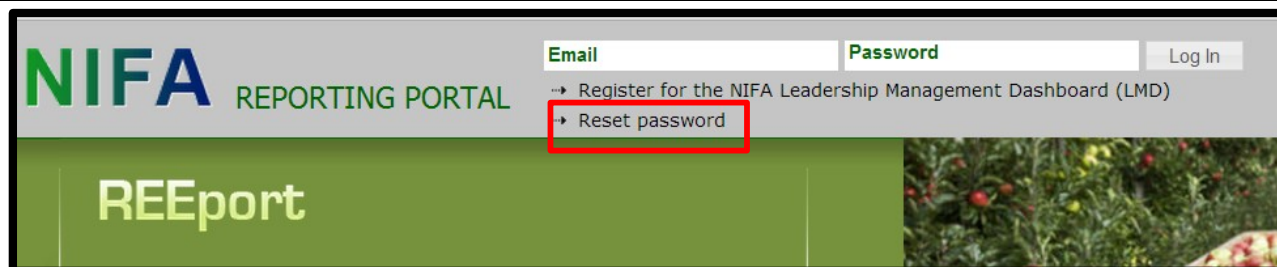 NIFA REPORTING PORTAL
Email Password Log In
⇢ Register for the NIFA Leadership Management Dashboard (LMD)
⇢ Reset password
REEport